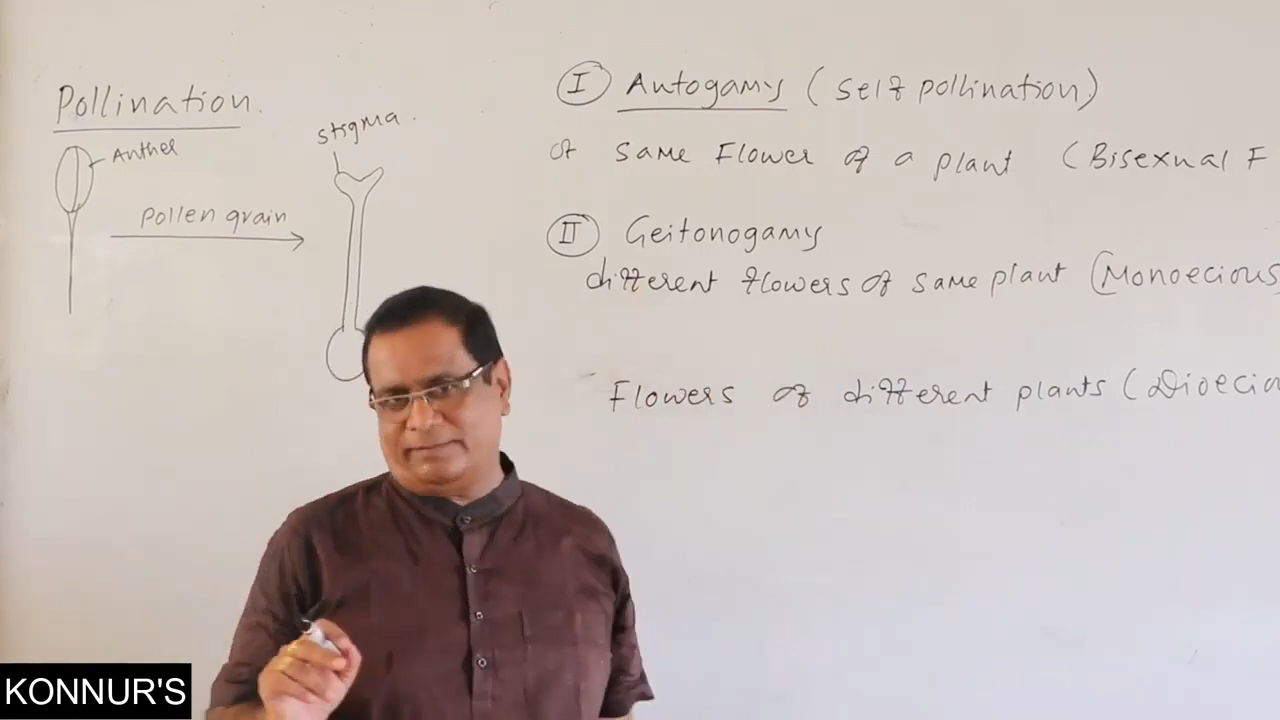 Pollination.
Anther
stigma.
pollen grain
I Autogamy (self pollination)
of same Flower of a plant (Bisexual F
II Geitonogamy
different flowers of same plant (Monoecious
Flowers of different plants (Dioecio
KONNUR'S